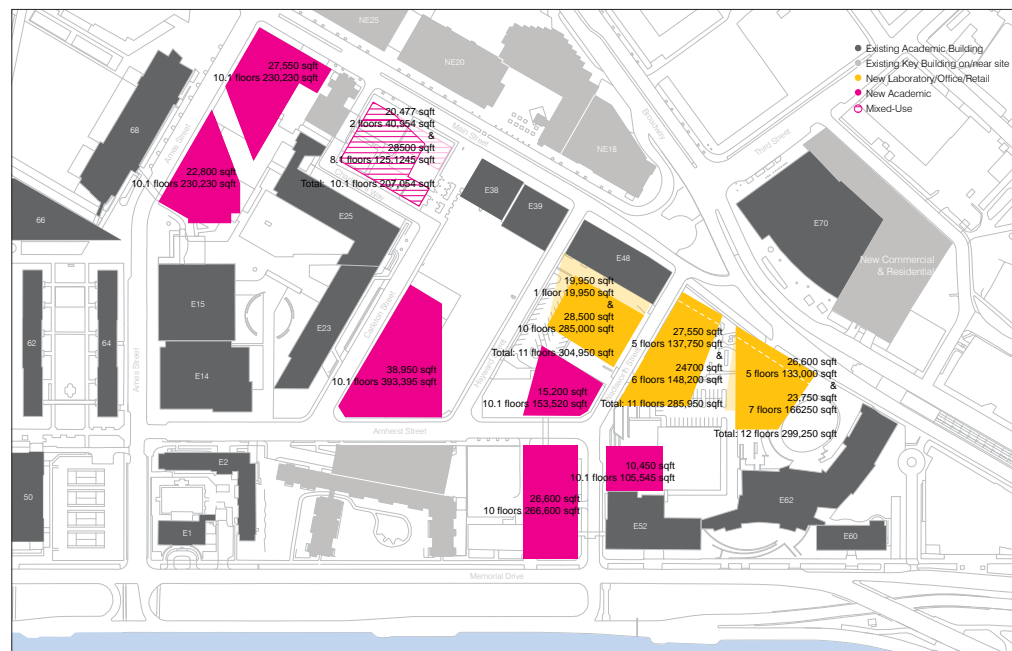 NE25
NE20
Existing Academic Building
Existing Key Building on/near site
New Laboratory/Office/Retail
New Academic
Mixed-Use
27,550 sqft
10.1 floors 230,230 sqft
68
Ames Street
20,477 sqft
2 floors 40,954 sqft
&
26500 sqft
8.1 floors 125,1245 sqft
Total: 10.1 floors 207,054 sqft
Main Street
Broadway
NE18
Third Street
22,800 sqft
10.1 floors 230,230 sqft
Way
E25
E38
E39
E48
E70
New Commercial
& Residential
66
E15
E23
Carleton Street
19,950 sqft
1 floor 19,950 sqft
&
28,500 sqft
10 floors 285,000 sqft
Total: 11 floors 304,950 sqft
62
64
Ames Street
E14
38,950 sqft
10.1 floors 393,395 sqft
Hayward Street
15,200 sqft
10.1 floors 153,520 sqft
27,550 sqft
5 floors 137,750 sqft
&
24700 sqft
6 floors 148,200 sqft
Total: 11 floors 285,950 sqft
26,600 sqft
5 floors 133,000 sqft
&
23,750 sqft
7 floors 166250 sqft
Total: 12 floors 299,250 sqft
Amherst Street
50
E2
E1
26,600 sqft
10 floors 266,600 sqft
10,450 sqft
10.1 floors 105,545 sqft
E52
E62
E60
Memorial Drive